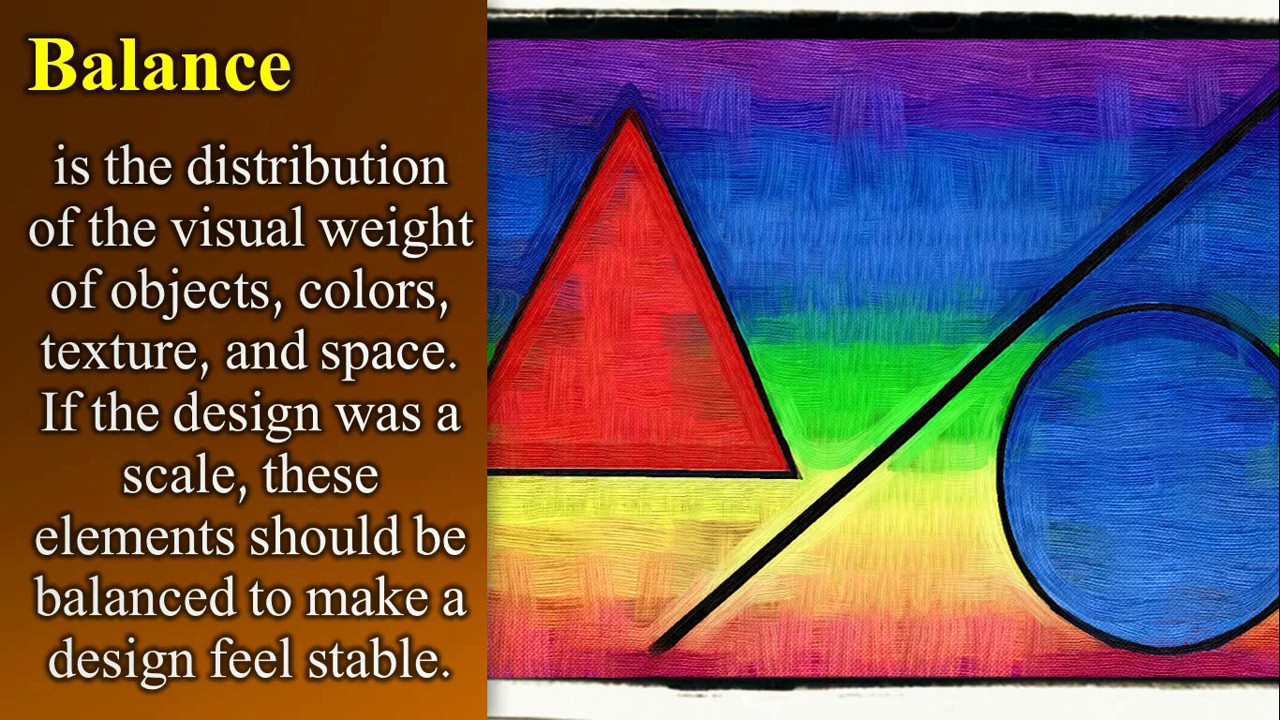 Balance
is the distribution
of the visual weight
of objects, colors,
texture, and space.
If the design was a
scale, these
elements should be
balanced to make a
design feel stable.